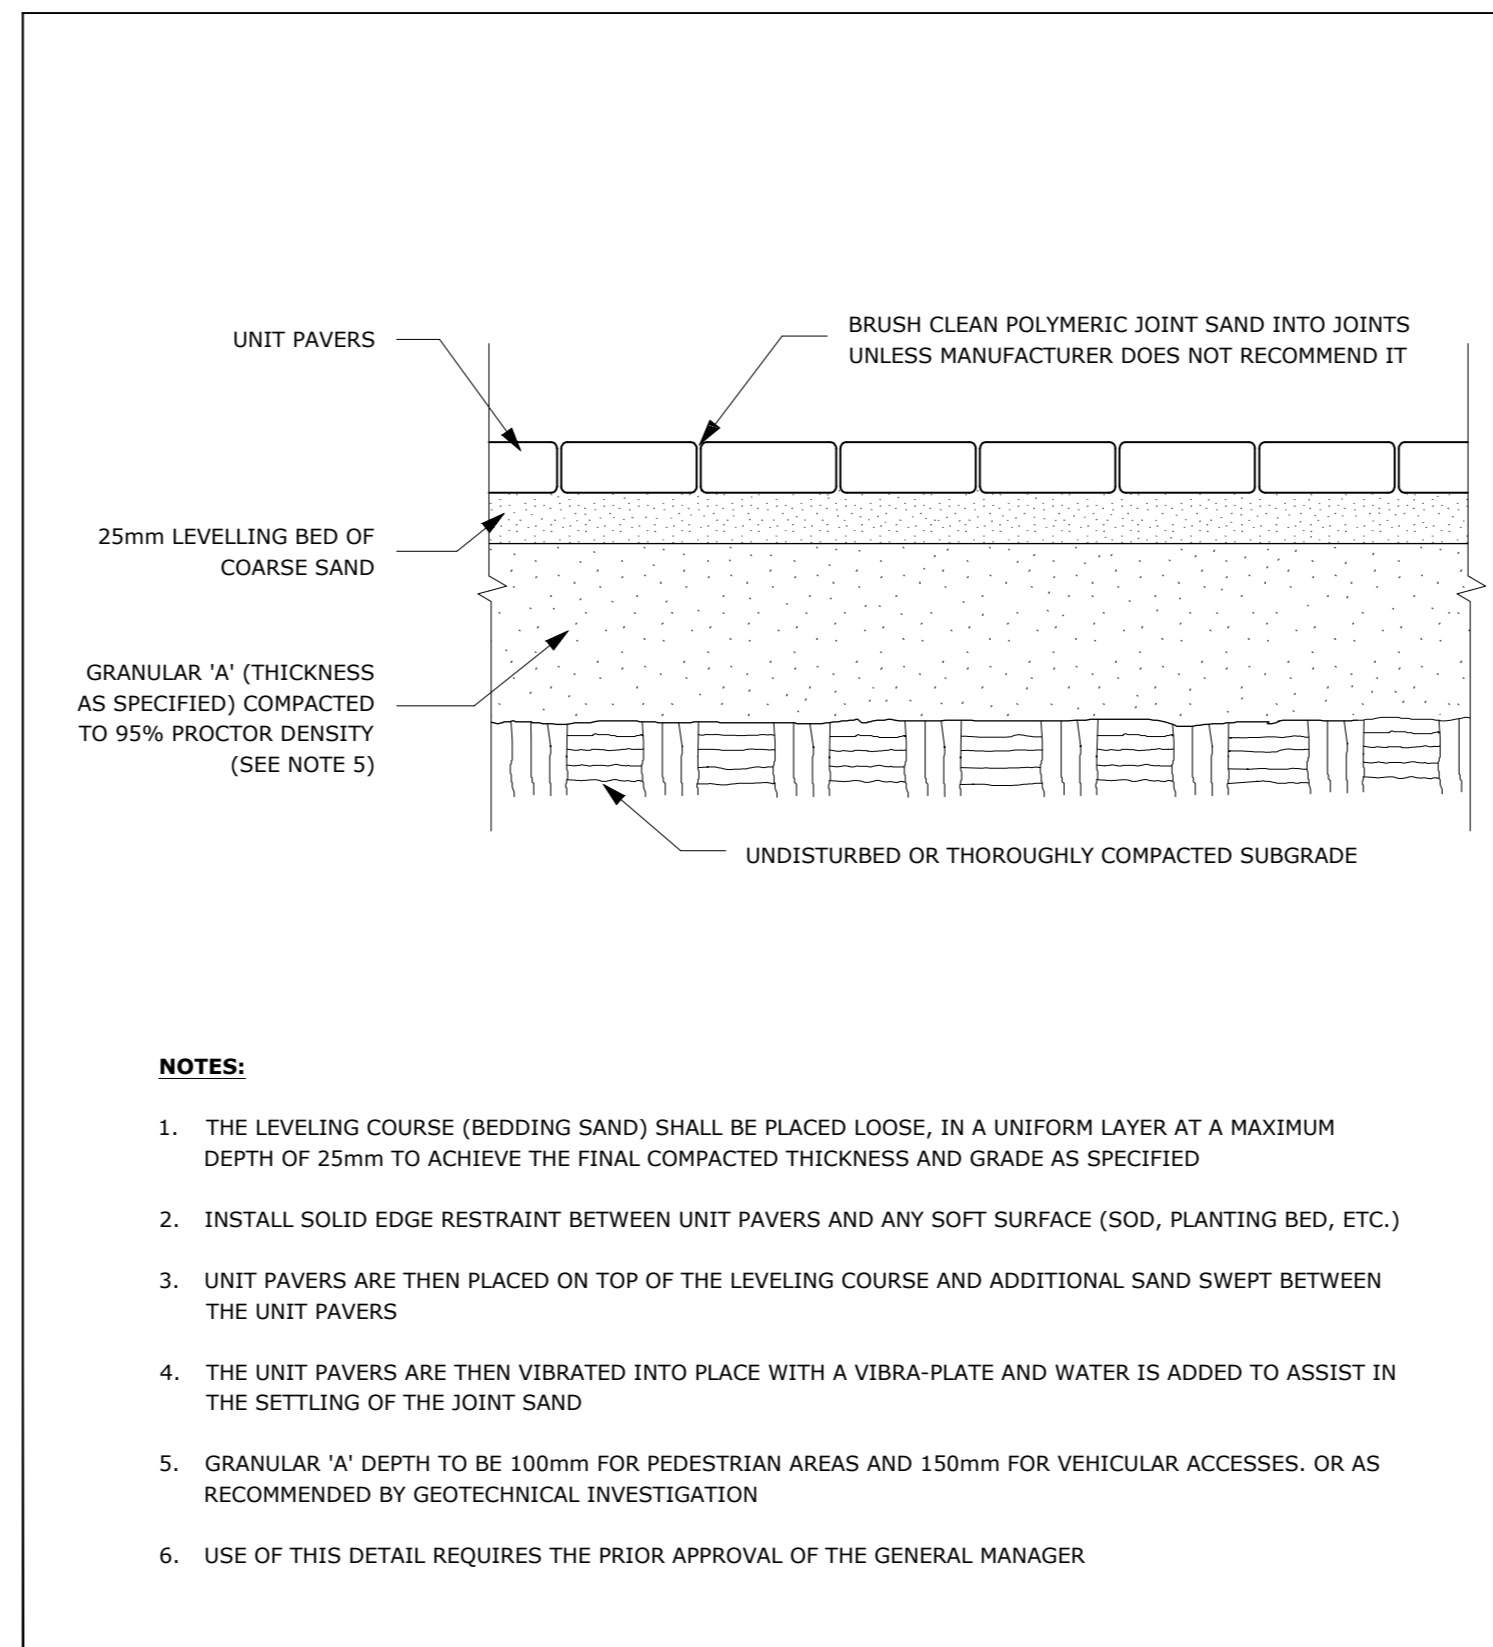 UNIT PAVERS
BRUSH CLEAN POLYMERIC JOINT SAND INTO JOINTS
UNLESS MANUFACTURER DOES NOT RECOMMEND IT
25mm LEVELLING BED OF
COARSE SAND
GRANULAR 'A' (THICKNESS
AS SPECIFIED) COMPACTED
TO 95% PROCTOR DENSITY
(SEE NOTE 5)
UNDISTURBED OR THOROUGHLY COMPACTED SUBGRADE
NOTES:
1. THE LEVELING COURSE (BEDDING SAND) SHALL BE PLACED LOOSE, IN A UNIFORM LAYER AT A MAXIMUM
DEPTH OF 25mm TO ACHIEVE THE FINAL COMPACTED THICKNESS AND GRADE AS SPECIFIED
2. INSTALL SOLID EDGE RESTRAINT BETWEEN UNIT PAVERS AND ANY SOFT SURFACE (SOD, PLANTING BED, ETC.)
3. UNIT PAVERS ARE THEN PLACED ON TOP OF THE LEVELING COURSE AND ADDITIONAL SAND SWEPT BETWEEN
THE UNIT PAVERS
4. THE UNIT PAVERS ARE THEN VIBRATED INTO PLACE WITH A VIBRA-PLATE AND WATER IS ADDED TO ASSIST IN
THE SETTLING OF THE JOINT SAND
5. GRANULAR 'A' DEPTH TO BE 100mm FOR PEDESTRIAN AREAS AND 150mm FOR VEHICULAR ACCESSES. OR AS
RECOMMENDED BY GEOTECHNICAL INVESTIGATION
6. USE OF THIS DETAIL REQUIRES THE PRIOR APPROVAL OF THE GENERAL MANAGER